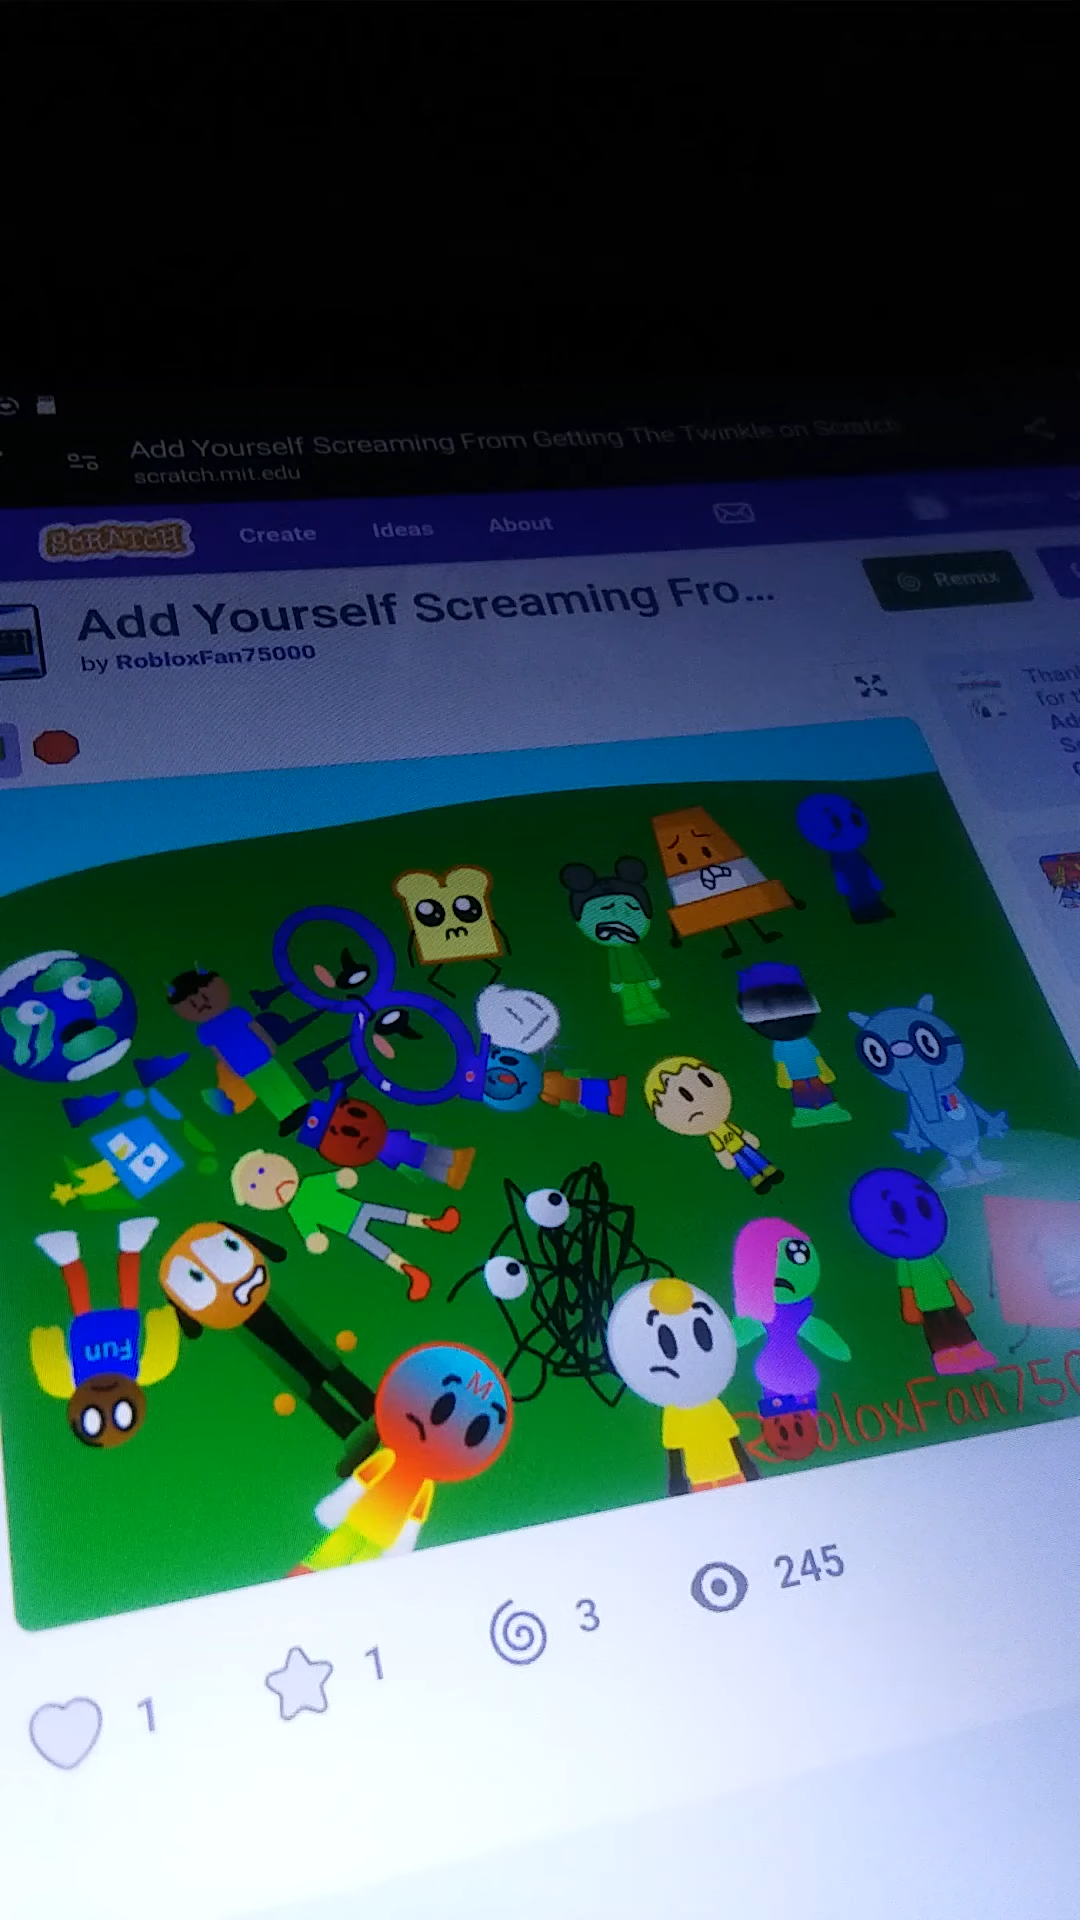 Add Yourself Screaming From Getting The Twinkle on Scratch
scratch.mit.edu
SCRATCH Create Ideas About
Remix
Add Yourself Screaming Fro...
by RobloxFan75000
Fun
M
1
1
3
245